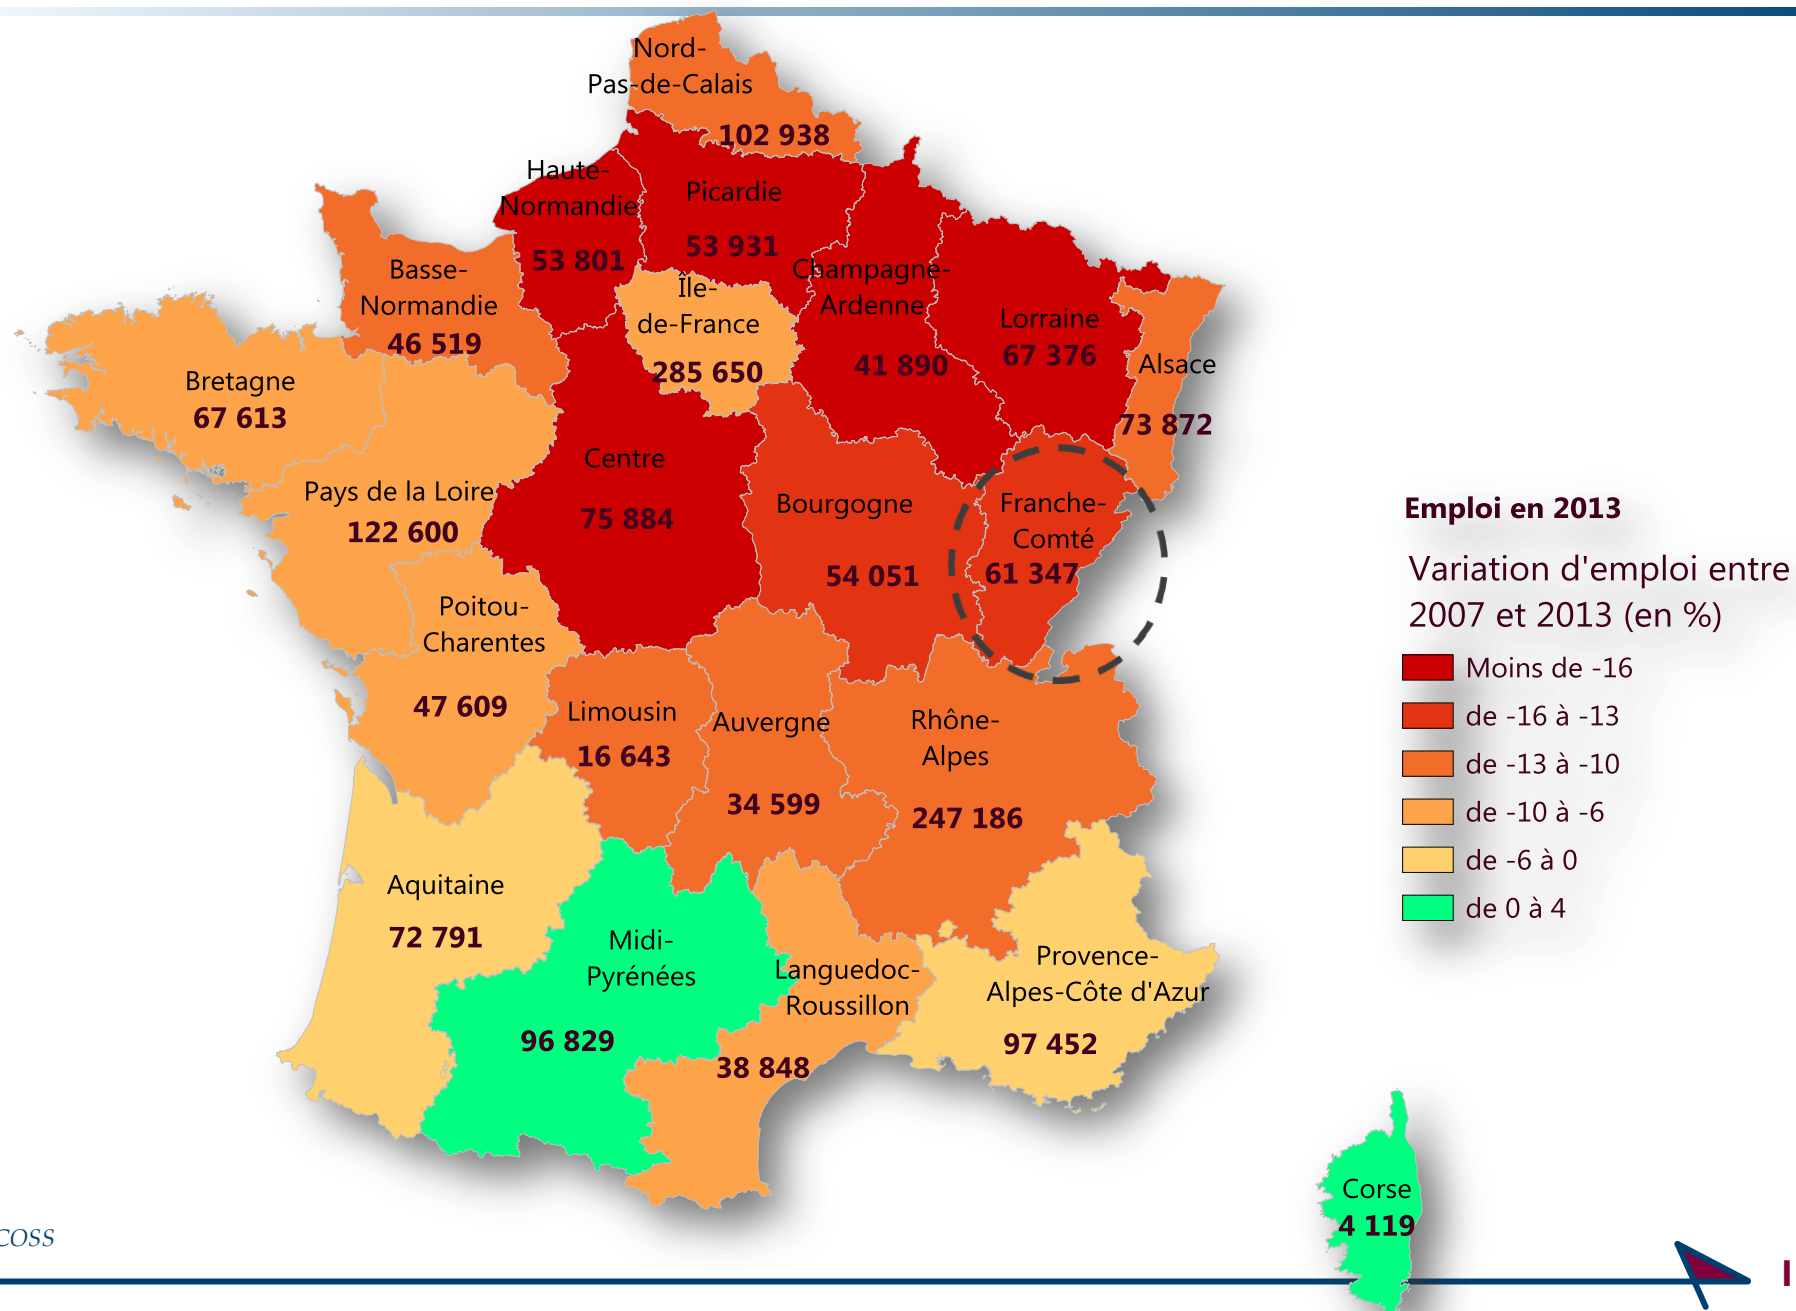 Nord-
Pas-de-Calais
102 938
Haute-
Normandie
53 801
Picardie
53 931
Champagne-
Ardenne
41 890
Lorraine
67 376
Alsace
73 872
Basse-
Normandie
46 519
Île-
de-France
285 650
Bretagne
67 613
Pays de la Loire
122 600
Centre
75 884
Bourgogne
54 051
Franche-
Comté
61 347
Poitou-
Charentes
47 609
Limousin
16 643
Auvergne
34 599
Rhône-
Alpes
247 186
Aquitaine
72 791
Midi-
Pyrénées
96 829
Languedoc-
Roussillon
38 848
Provence-
Alpes-Côte d'Azur
97 452
Corse
4 119
Emploi en 2013
Variation d'emploi entre
2007 et 2013 (en %)
Moins de -16
de -16 à -13
de -13 à -10
de -10 à -6
de -6 à 0
de 0 à 4